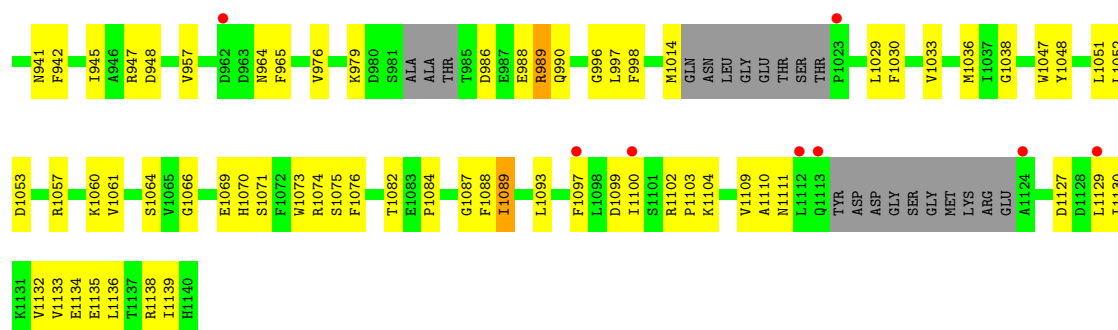 N941 F942 I945 A946 R947 D948 V957 D962 D963 N964 F965 V976 K979 D980 S981 ALA ALA THR T985 D986 E987 E988 R989 Q990 G996 L997 F998 M1014 GLN ASN LEU GLY GLU THR SER THR P1023 L1029 F1030 V1033 M1036 I1037 G1038 W1047 Y1048 L1051 L1052
D1053 R1057 K1060 V1061 S1064 V1065 G1066 E1069 H1070 S1071 F1072 W1073 R1074 S1075 F1076 T1082 E1083 P1084 G1087 F1088 I1089 L1093 F1097 L1098 D1099 I1100 S1101 R1102 P1103 K1104 V1109 A1110 N1111 L1112 Q1113 TYR ASP ASP GLY SER GLY MET LYS ARG GLU A1124 D1127 D1128 L1129 I1130
K1131 V1132 V1133 E1134 E1135 L1136 T1137 R1138 I1139 H1140